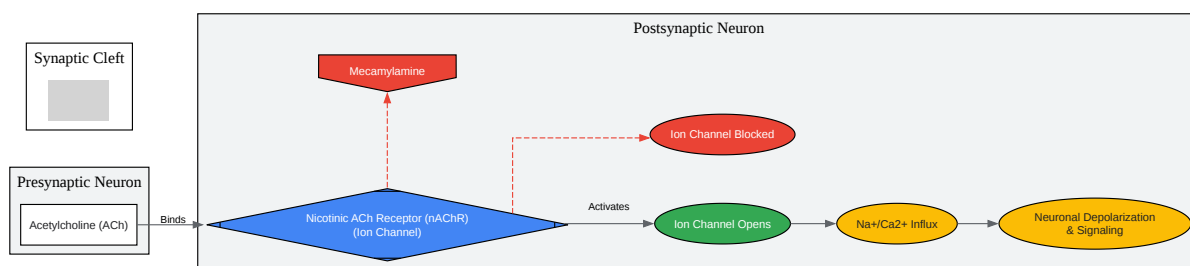 Postsynaptic Neuron
Synaptic Cleft
Mecamylamine
Ion Channel Blocked
Presynaptic Neuron
Acetylcholine (ACh)
Binds
Nicotinic ACh Receptor (nAChR)
(Ion Channel)
Activates
Ion Channel Opens
Na+/Ca2+ Influx
Neuronal Depolarization
& Signaling